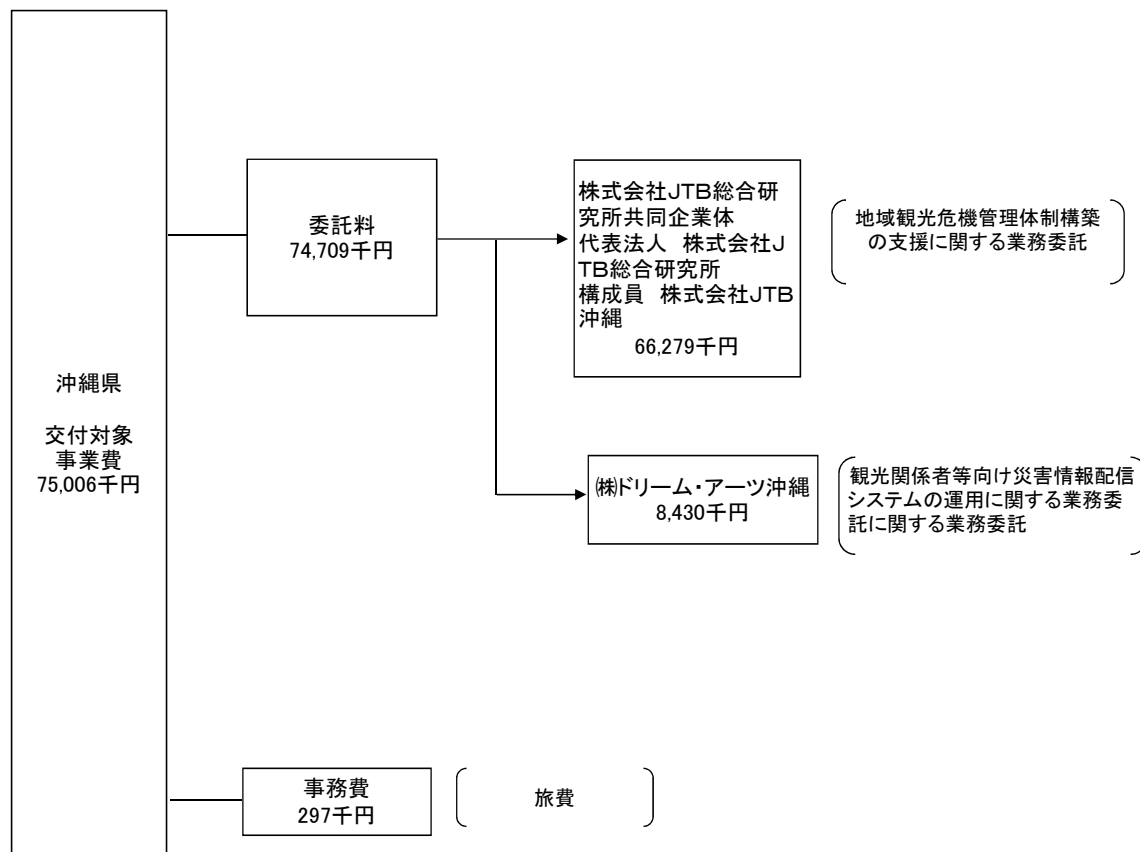 沖縄県
交付対象
事業費
75,006千円
委託料
74,709千円
株式会社JTB総合研
究所共同企業体
代表法人　株式会社J
TB総合研究所
構成員　株式会社JTB
沖縄
66,279千円
地域観光危機管理体制構築
の支援に関する業務委託
㈱ドリーム・アーツ沖縄
8,430千円
観光関係者等向け災害情報配信
システムの運用に関する業務委
託に関する業務委託
事務費
297千円
旅費